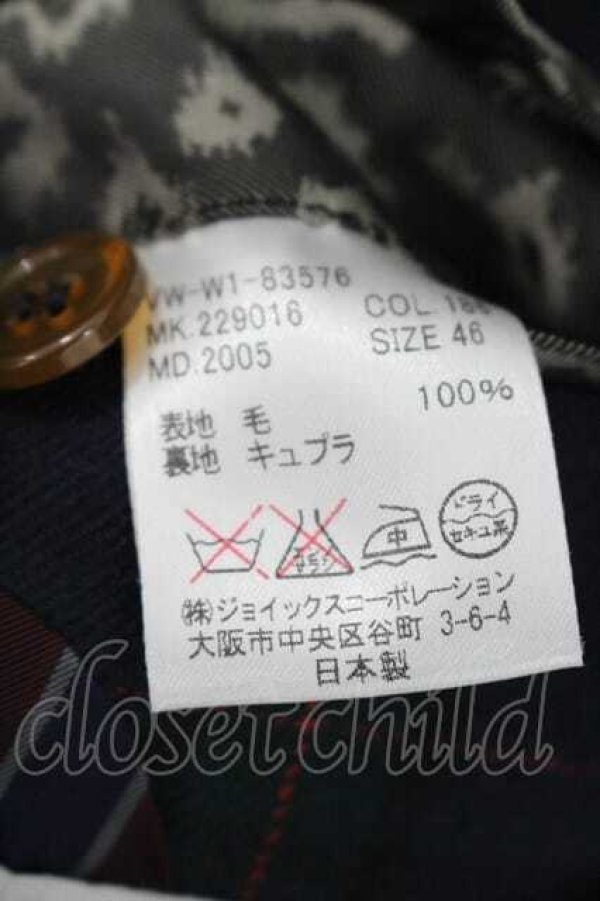 VW-W1-83576
MK.229016 COL.
MD.2005 SIZE 46
100%
表地 毛
裏地 キュプラ
中
ドライ
セキユ系
㈱ジョイックスコーポレーション
大阪市中央区谷町 3-6-4
日本製
closet child